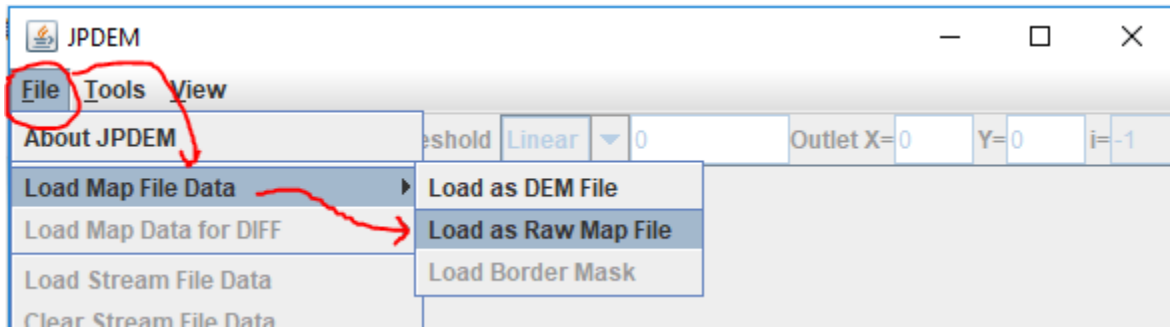 JPDEM
File Tools View
About JPDEM
eshold Linear 0 Outlet X= 0 Y= 0 i= -1
Load Map File Data
Load as DEM File
Load Map Data for DIFF
Load as Raw Map File
Load Stream File Data
Load Border Mask
Clear Stream File Data